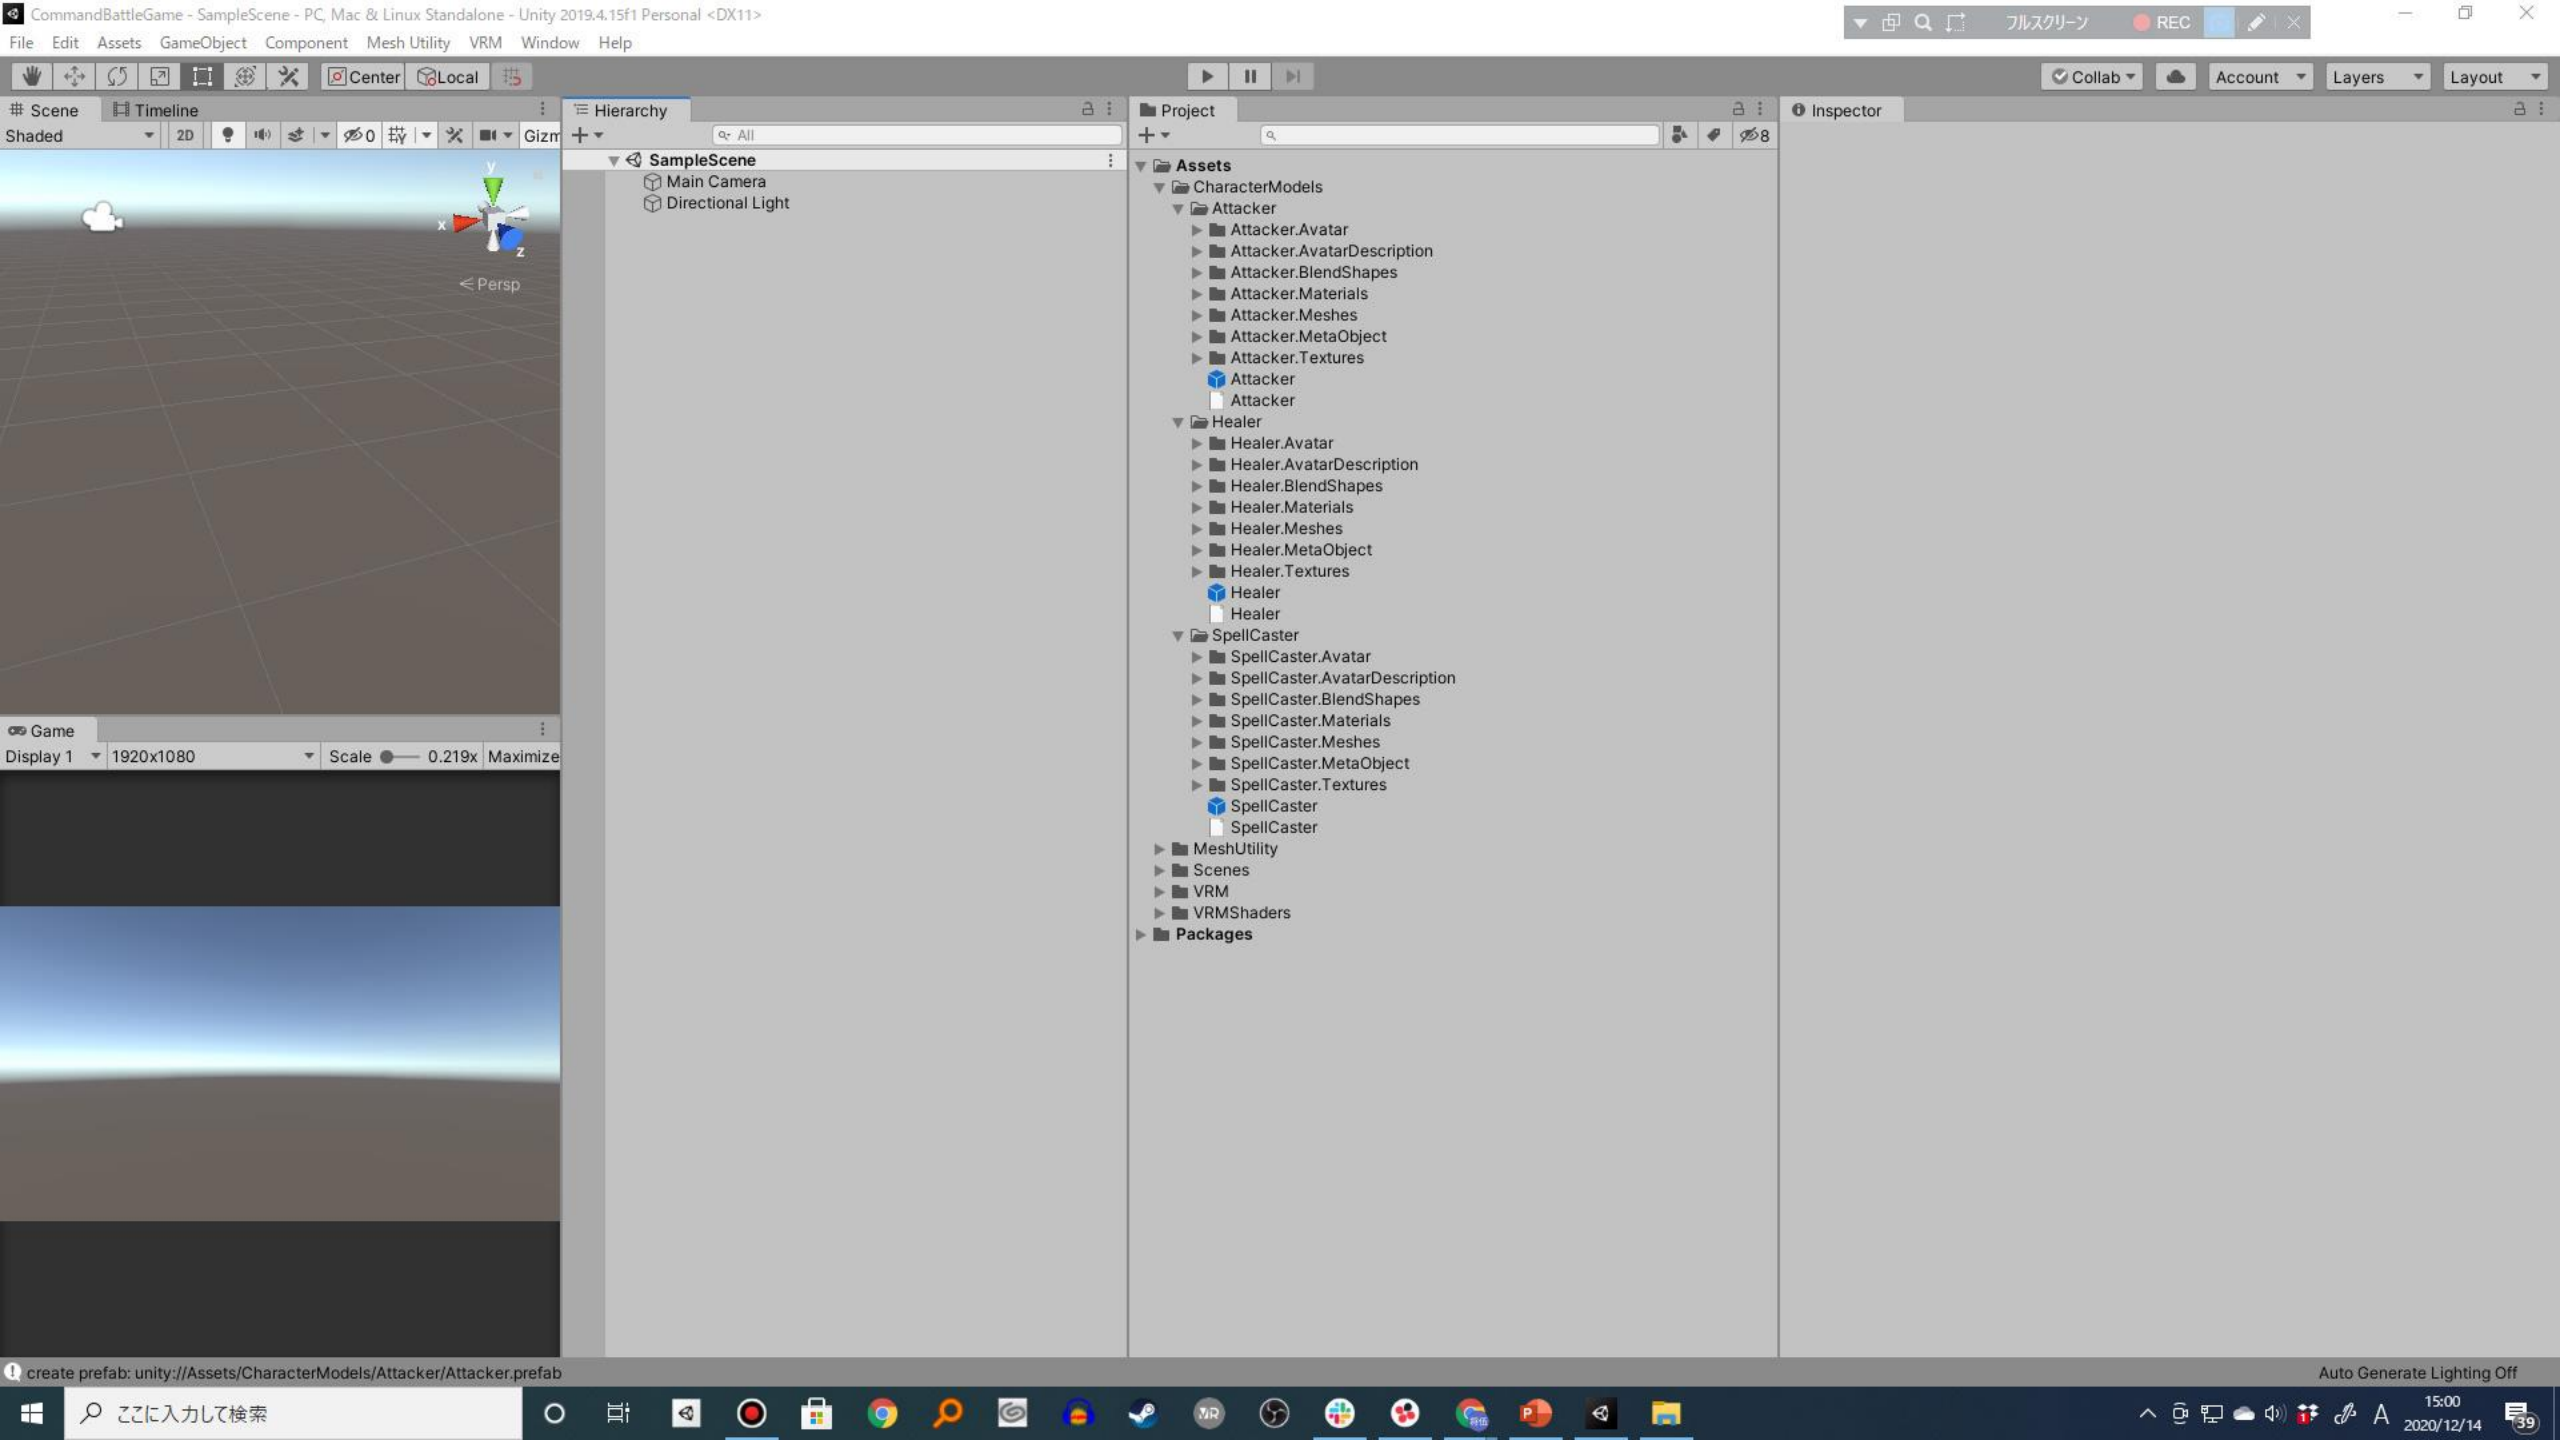 CommandBattleGame - SampleScene - PC, Mac & Linux Standalone - Unity 2019.4.15f1 Personal <DX11>
フルスクリーン REC
File Edit Assets GameObject Component Mesh Utility VRM Window Help
Center Local Collab Account Layers Layout
Scene Timeline
Shaded 2D 0 Gizm
y
x
z
Persp
Game
Display 1 1920x1080 Scale 0.219x Maximize
Hierarchy
All
SampleScene
Main Camera
Directional Light
Project
8
Assets
CharacterModels
Attacker
Attacker.Avatar
Attacker.AvatarDescription
Attacker.BlendShapes
Attacker.Materials
Attacker.Meshes
Attacker.MetaObject
Attacker.Textures
Attacker
Attacker
Healer
Healer.Avatar
Healer.AvatarDescription
Healer.BlendShapes
Healer.Materials
Healer.Meshes
Healer.MetaObject
Healer.Textures
Healer
Healer
SpellCaster
SpellCaster.Avatar
SpellCaster.AvatarDescription
SpellCaster.BlendShapes
SpellCaster.Materials
SpellCaster.Meshes
SpellCaster.MetaObject
SpellCaster.Textures
SpellCaster
SpellCaster
MeshUtility
Scenes
VRM
VRMShaders
Packages
Inspector
create prefab: unity://Assets/CharacterModels/Attacker/Attacker.prefab
Auto Generate Lighting Off
ここに入力して検索
A
15:00
2020/12/14
39